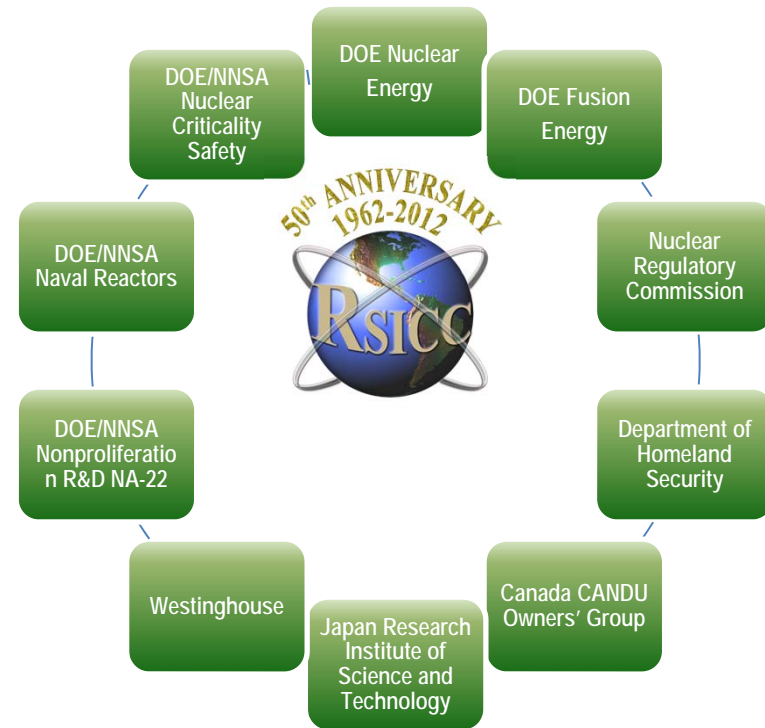 DOE Nuclear
Energy
DOE Fusion
Energy
Nuclear
Regulatory
Commission
Department of
Homeland
Security
Canada CANDU
Owners’ Group
Japan Research
Institute of
Science and
Technology
Westinghouse
DOE/NNSA
Nonproliferatio
n R&D NA-22
DOE/NNSA
Naval Reactors
DOE/NNSA
Nuclear
Criticality
Safety
50th ANNIVERSARY
1962-2012
RSICC